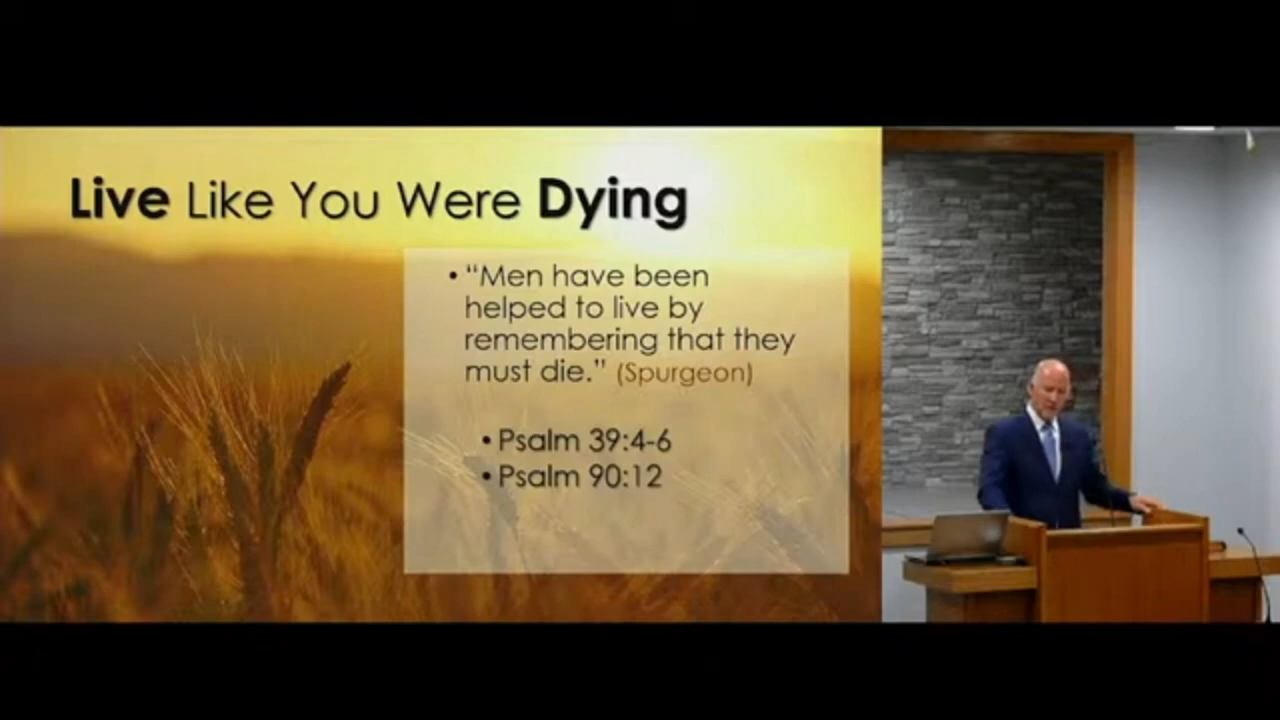 Live Like You Were Dying
• “Men have been
helped to live by
remembering that they
must die.” (Spurgeon)
• Psalm 39:4-6
• Psalm 90:12